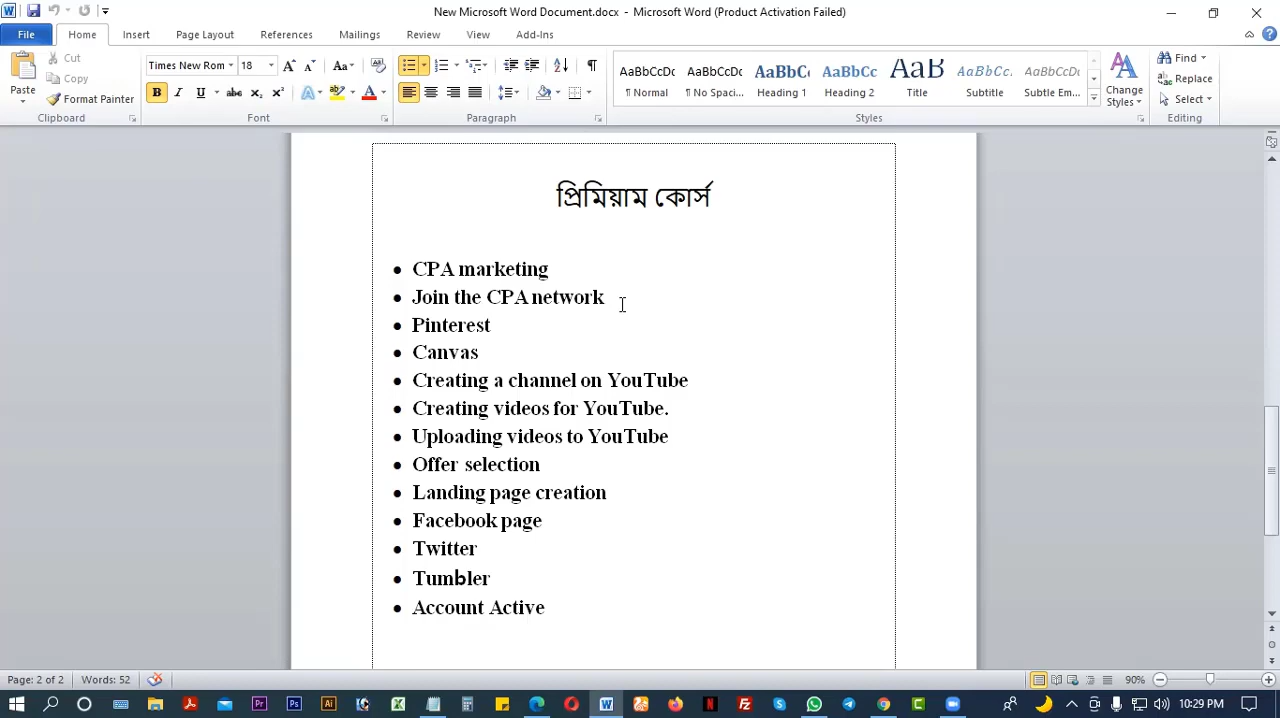 New Microsoft Word Document.docx - Microsoft Word (Product Activation Failed)
File Home Insert Page Layout References Mailings Review View Add-Ins
Cut
Copy
Format Painter
Paste
Clipboard
Times New Rom 18
Font
Paragraph
AaBbCcDc AaBbCcDc AaBbC( AaBbCc AaB AaBbCc. AaBbCcDc
¶ Normal ¶ No Spaci... Heading 1 Heading 2 Title Subtitle Subtle Em...
Change Styles
Styles
Find
Replace
Select
Editing
প্রিমিয়াম কোর্স
• CPA marketing
• Join the CPA network
• Pinterest
• Canvas
• Creating a channel on YouTube
• Creating videos for YouTube.
• Uploading videos to YouTube
• Offer selection
• Landing page creation
• Facebook page
• Twitter
• Tumbler
• Account Active
Page: 2 of 2 Words: 52 90%
10:29 PM